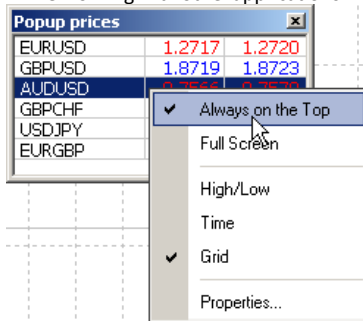 Popup prices
EURUSD 1.2717 1.2720
GBPUSD 1.8719 1.8723
AUDUSD
GBPCHF
USDJPY
EURGBP
Always on the Top
Full Screen
High/Low
Time
Grid
Properties...